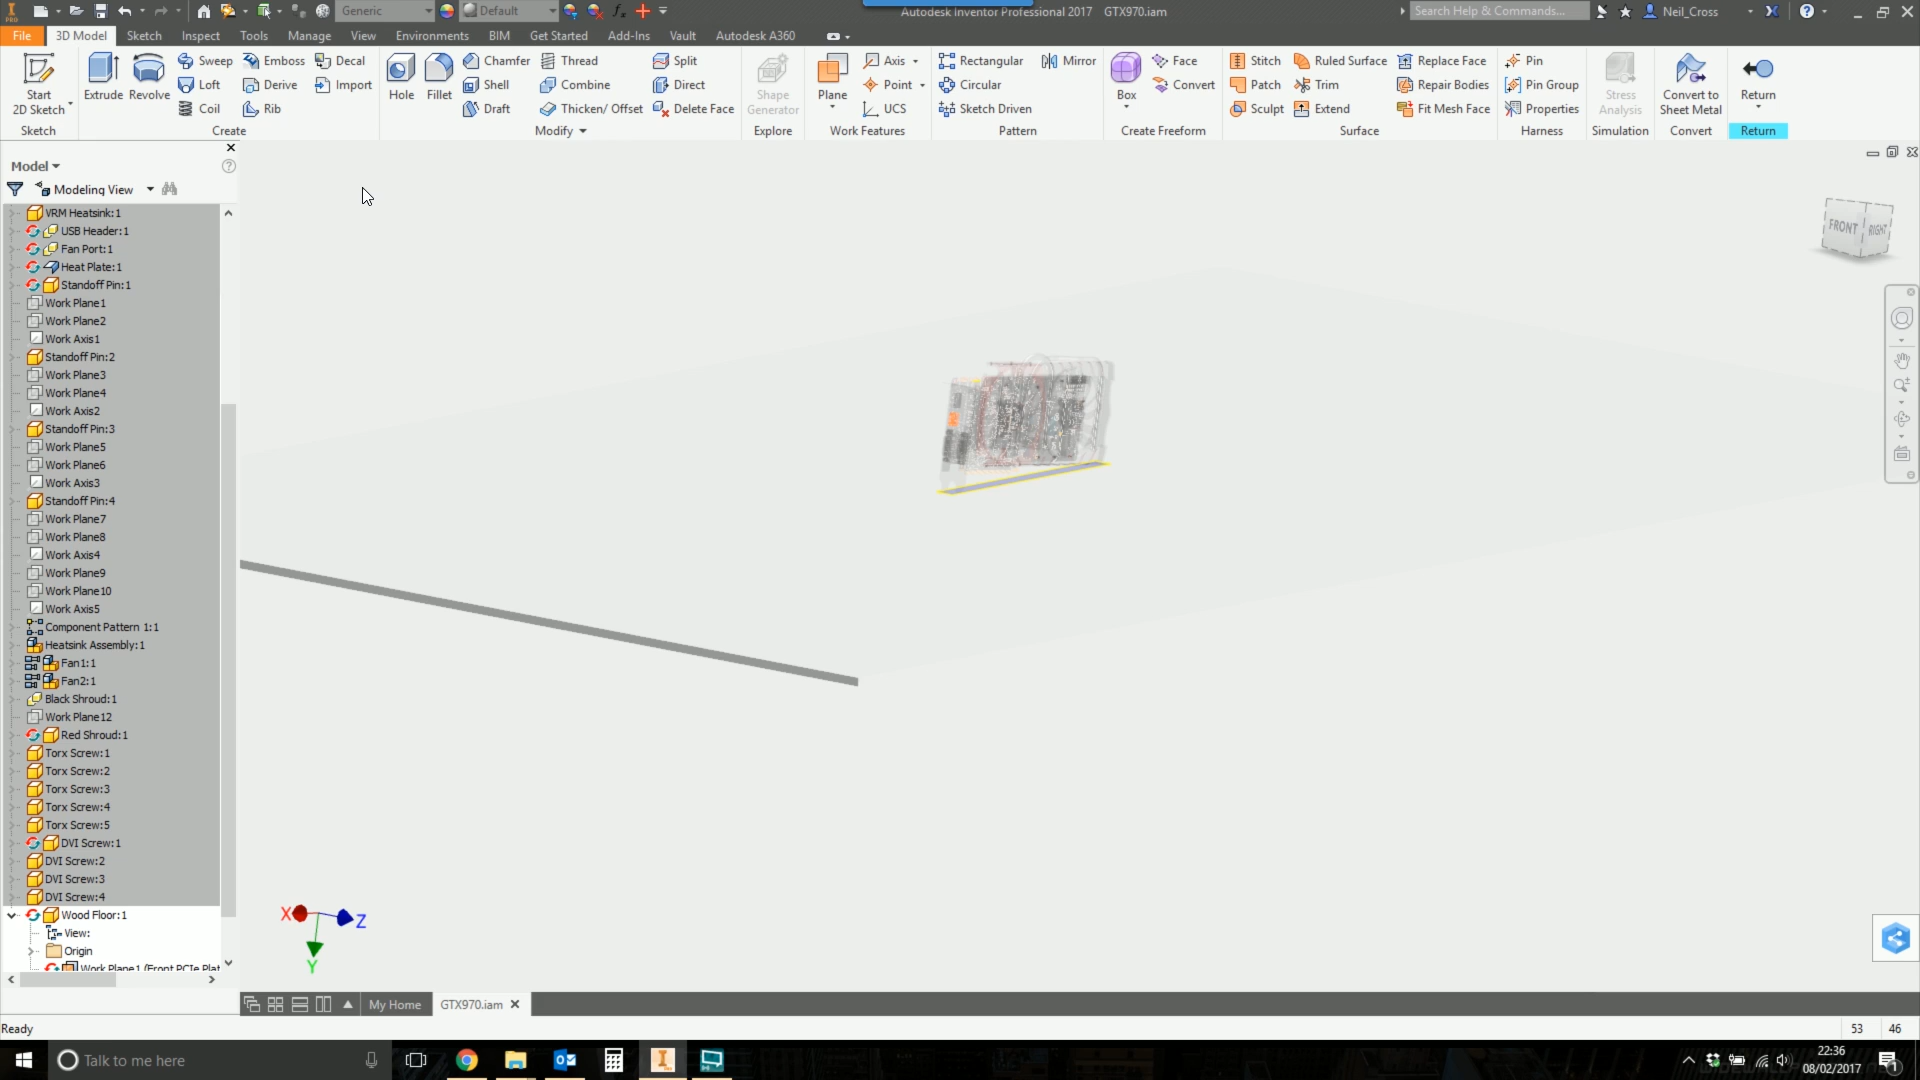 Generic
Default
Autodesk Inventor Professional 2017 GTX970.iam
Search Help & Commands...
Neil_Cross
File
3D Model
Sketch
Inspect
Tools
Manage
View
Environments
BIM
Get Started
Add-Ins
Vault
Autodesk A360
Start
2D Sketch
Extrude
Revolve
Sweep
Loft
Coil
Emboss
Derive
Rib
Decal
Import
Hole
Fillet
Chamfer
Shell
Draft
Thread
Combine
Thicken/ Offset
Split
Direct
Delete Face
Shape
Generator
Plane
Axis
Point
UCS
Rectangular
Circular
Sketch Driven
Mirror
Box
Face
Convert
Stitch
Patch
Sculpt
Ruled Surface
Trim
Extend
Replace Face
Repair Bodies
Fit Mesh Face
Pin
Pin Group
Properties
Stress
Analysis
Convert to
Sheet Metal
Return
Sketch
Create
Modify
Explore
Work Features
Pattern
Create Freeform
Surface
Harness
Simulation
Convert
Return
Model
Modeling View
VRM Heatsink:1
USB Header:1
Fan Port:1
Heat Plate:1
Standoff Pin:1
Work Plane1
Work Plane2
Work Axis1
Standoff Pin:2
Work Plane3
Work Plane4
Work Axis2
Standoff Pin:3
Work Plane5
Work Plane6
Work Axis3
Standoff Pin:4
Work Plane7
Work Plane8
Work Axis4
Work Plane9
Work Plane10
Work Axis5
Component Pattern 1:1
Heatsink Assembly:1
Fan1:1
Fan2:1
Black Shroud:1
Work Plane12
Red Shroud:1
Torx Screw:1
Torx Screw:2
Torx Screw:3
Torx Screw:4
Torx Screw:5
DVI Screw:1
DVI Screw:2
DVI Screw:3
DVI Screw:4
Wood Floor:1
View:
Origin
Work Plane1 (Front PCIe Plat
FRONT
RIGHT
X
Z
Y
My Home
GTX970.iam
Ready
53
46
Talk to me here
22:36
08/02/2017